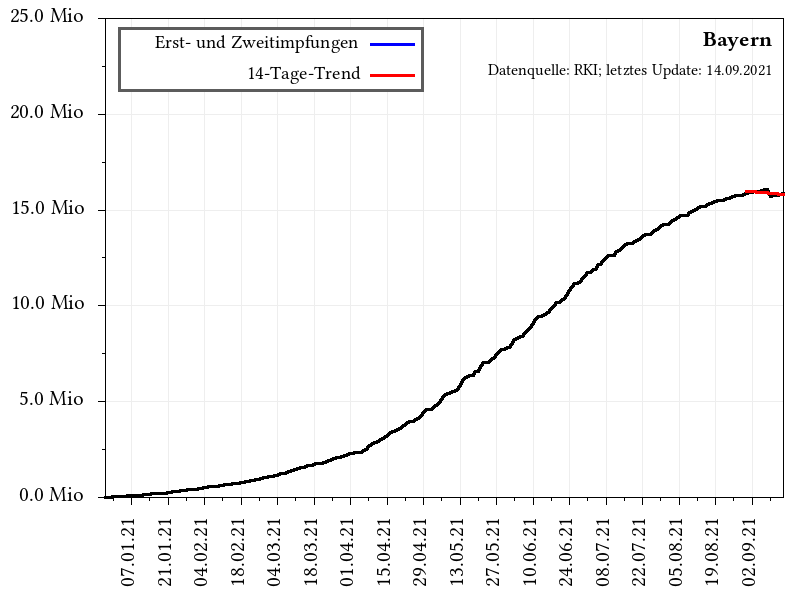 25.0 Mio
20.0 Mio
15.0 Mio
10.0 Mio
5.0 Mio
0.0 Mio
Erst- und Zweitimpfungen
14-Tage-Trend
Bayern
Datenquelle: RKI; letztes Update: 14.09.2021
07.01.21
21.01.21
04.02.21
18.02.21
04.03.21
18.03.21
01.04.21
15.04.21
29.04.21
13.05.21
27.05.21
10.06.21
24.06.21
08.07.21
22.07.21
05.08.21
19.08.21
02.09.21